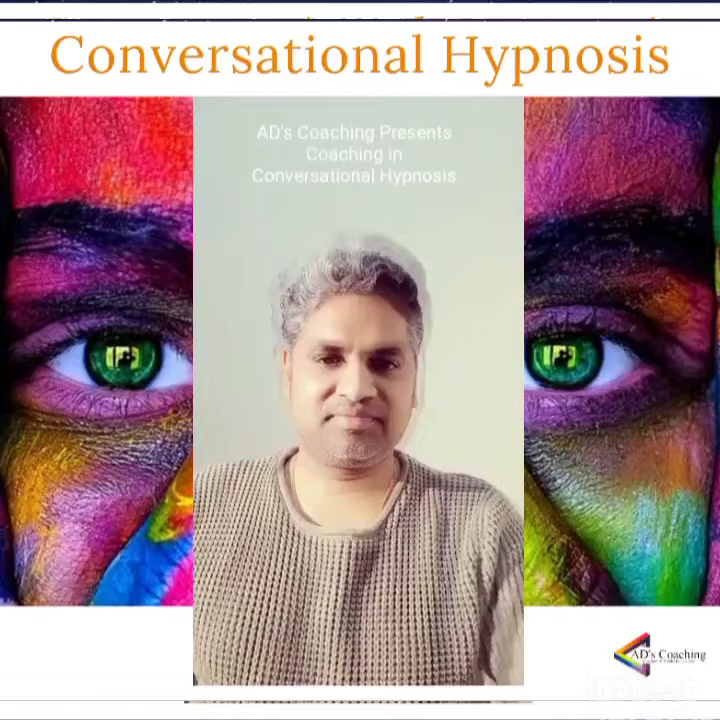 Conversational Hypnosis
AD's Coaching Presents
Coaching in
Conversational Hypnosis
AD's Coaching